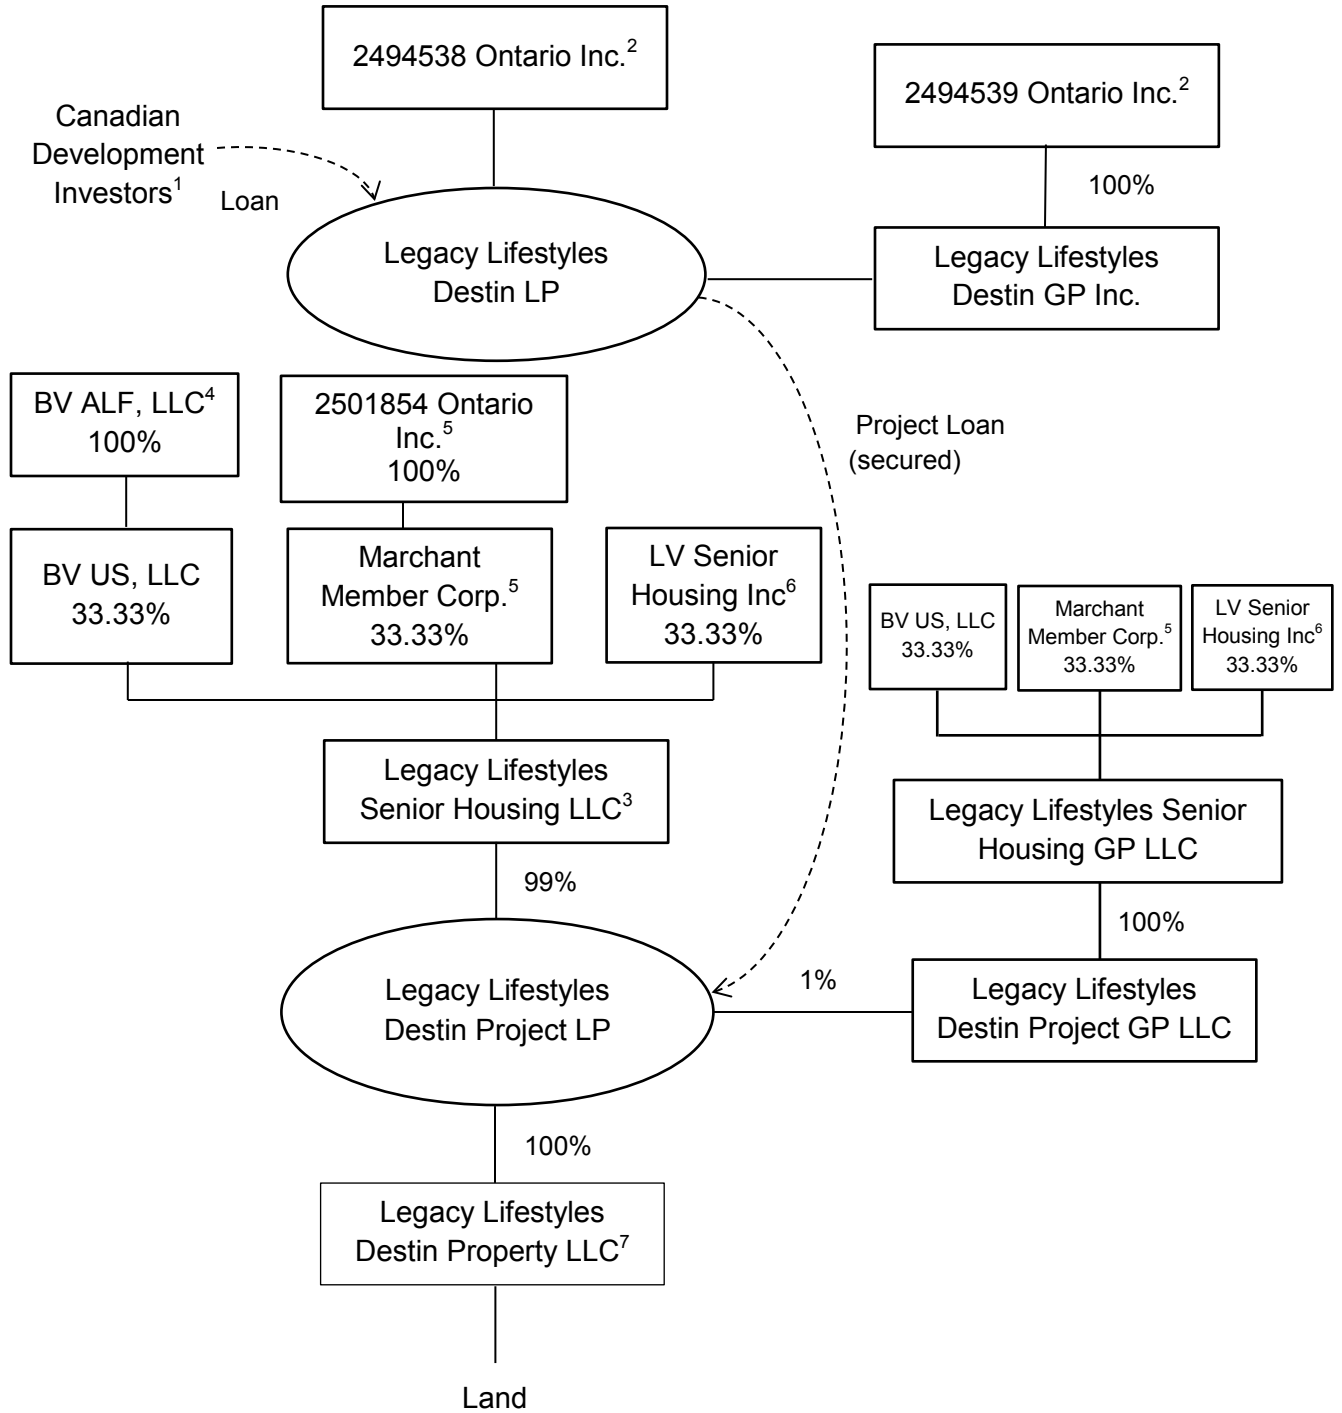 2494538 Ontario Inc.2
2494539 Ontario Inc.2
Canadian
Development
Investors1
Loan
100%
Legacy Lifestyles
Destin LP
Legacy Lifestyles
Destin GP Inc.
BV ALF, LLC4
100%
2501854 Ontario
Inc.5
100%
Project Loan
(secured)
BV US, LLC
33.33%
Marchant
Member Corp.5
33.33%
LV Senior
Housing Inc6
33.33%
BV US, LLC
33.33%
Marchant
Member Corp.5
33.33%
LV Senior
Housing Inc6
33.33%
Legacy Lifestyles
Senior Housing LLC3
Legacy Lifestyles Senior
Housing GP LLC
99%
100%
Legacy Lifestyles
Destin Project LP
1%
Legacy Lifestyles
Destin Project GP LLC
100%
Legacy Lifestyles
Destin Property LLC7
Land